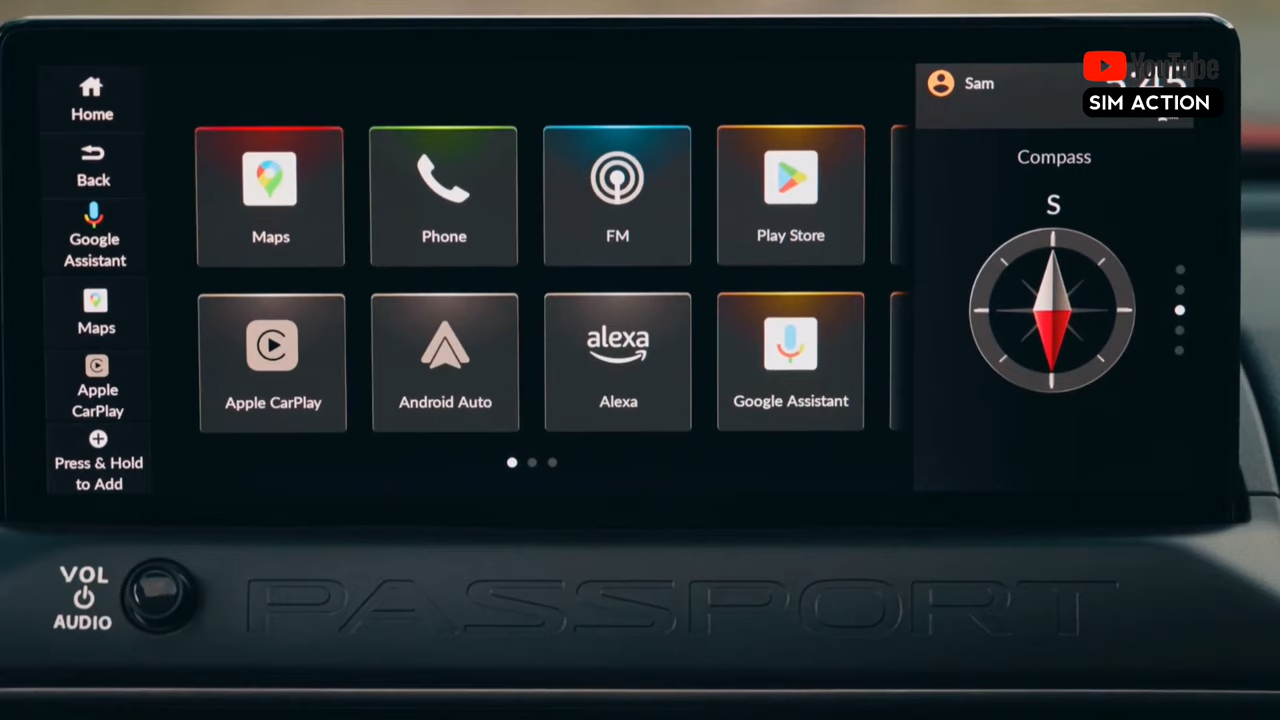 Home
Back
Google
Assistant
Maps
Apple
CarPlay
Press & Hold
to Add
Maps
Phone
FM
Play Store
Apple CarPlay
Android Auto
alexa
Alexa
Google Assistant
Sam
YouTube
SIM ACTION
Compass
S
VOL
AUDIO
PASSPORT